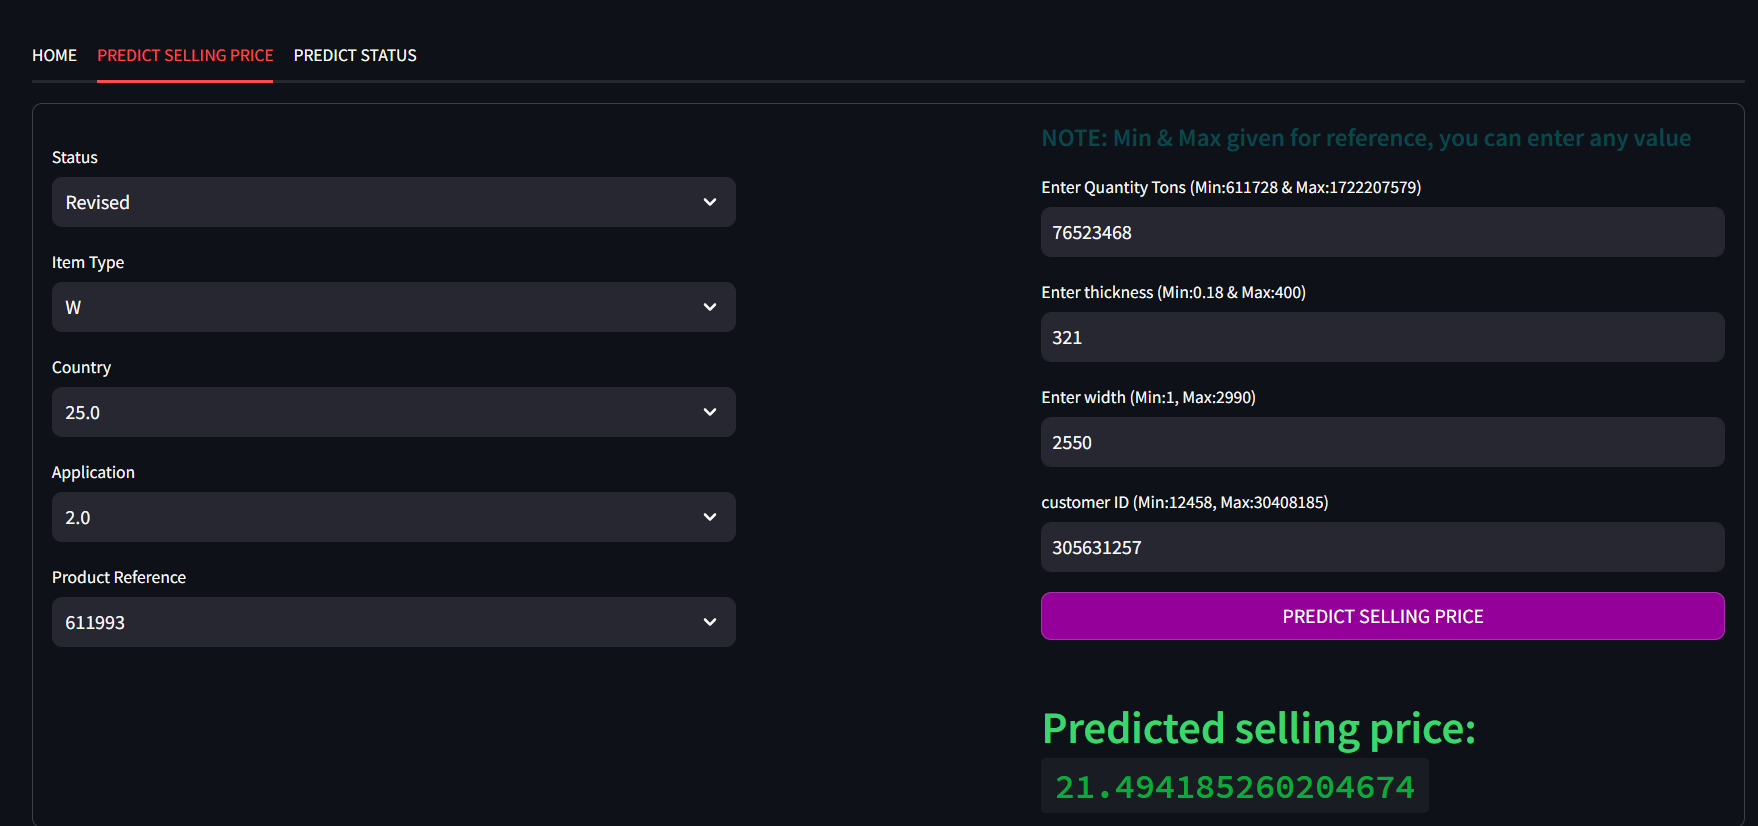 HOME PREDICT SELLING PRICE PREDICT STATUS
Status
Revised
Item Type
W
Country
25.0
Application
2.0
Product Reference
611993
NOTE: Min & Max given for reference, you can enter any value
Enter Quantity Tons (Min:611728 & Max:1722207579)
76523468
Enter thickness (Min:0.18 & Max:400)
321
Enter width (Min:1, Max:2990)
2550
customer ID (Min:12458, Max:30408185)
305631257
PREDICT SELLING PRICE
Predicted selling price:
21.494185260204674